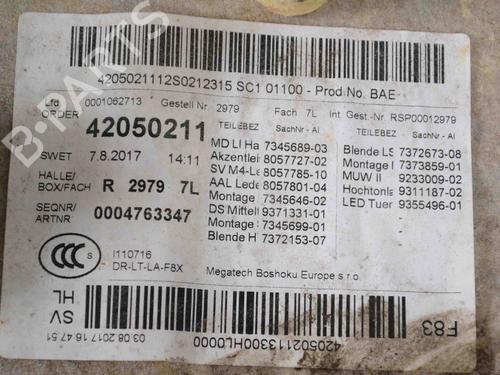 4205021112S0212315 SC1 01100 - Prod No. BAE
Lfd 0001062713 Gestell Nr 2979 Fach 7L Int Gest.-Nr. RSP00012979
ORDER 42050211
SWET 7.8.2017 14:11
HALLE/
BOX/FACH R 2979 7L
SEQNR/
ARTNR 0004763347
TEILEBEZ SachNr - AI
MD LI Ha 7345689-03
Akzentlei 8057727-02
SV M4-Le 8057785-10
AAL Lede 8057801-04
Montage 7345646-02
DS Mittelt 9371331-01
Montage 7345699-01
Blende H 7372153-07
TEILEBEZ SachNr - AI
Blende LS 7372673-08
Montage 7373859-01
MUW II 9233009-02
Hochtonle 9311187-02
LED Tuer 9355496-01
CCC S
I110716
DR-LT-LA-F8X
Megatech Boshoku Europe s.r.o.
SV
HL
03.08.2017 16.47.51
4205021133300HL0000
F83
B-PARTS